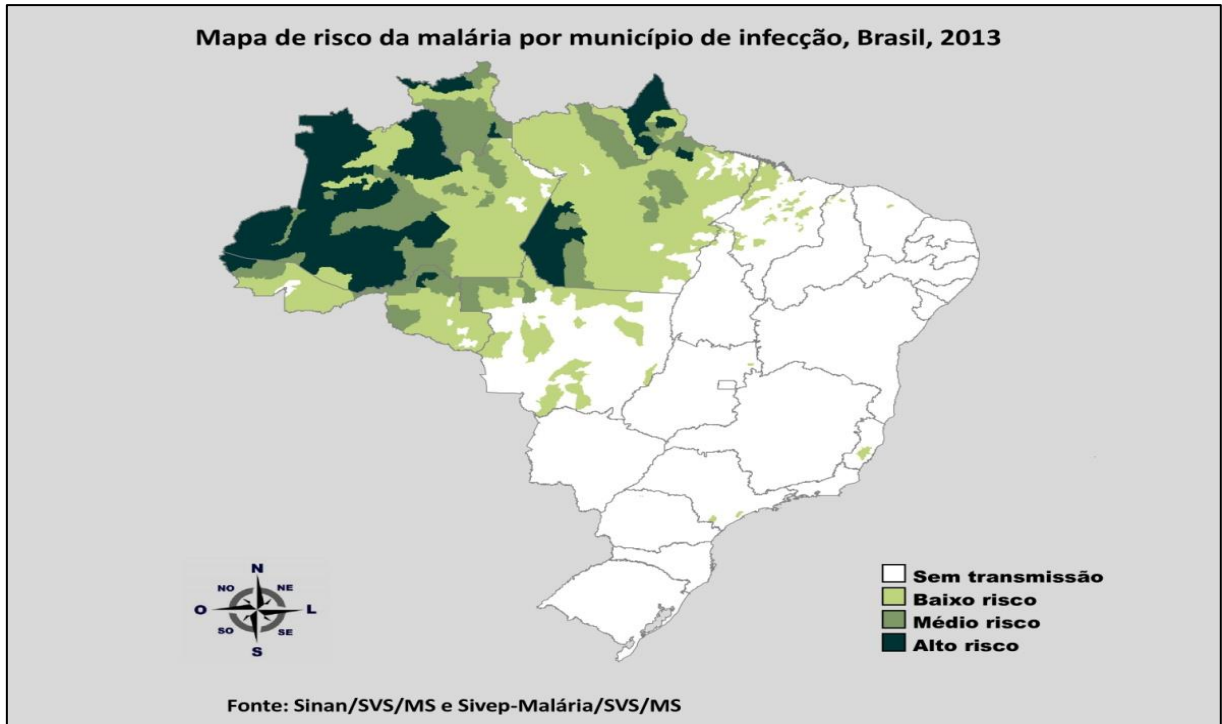 Mapa de risco da malária por município de infecção, Brasil, 2013
N
NO NE
O L
SO SE
S
Sem transmissão
Baixo risco
Médio risco
Alto risco
Fonte: Sinan/SVS/MS e Sivep-Malária/SVS/MS